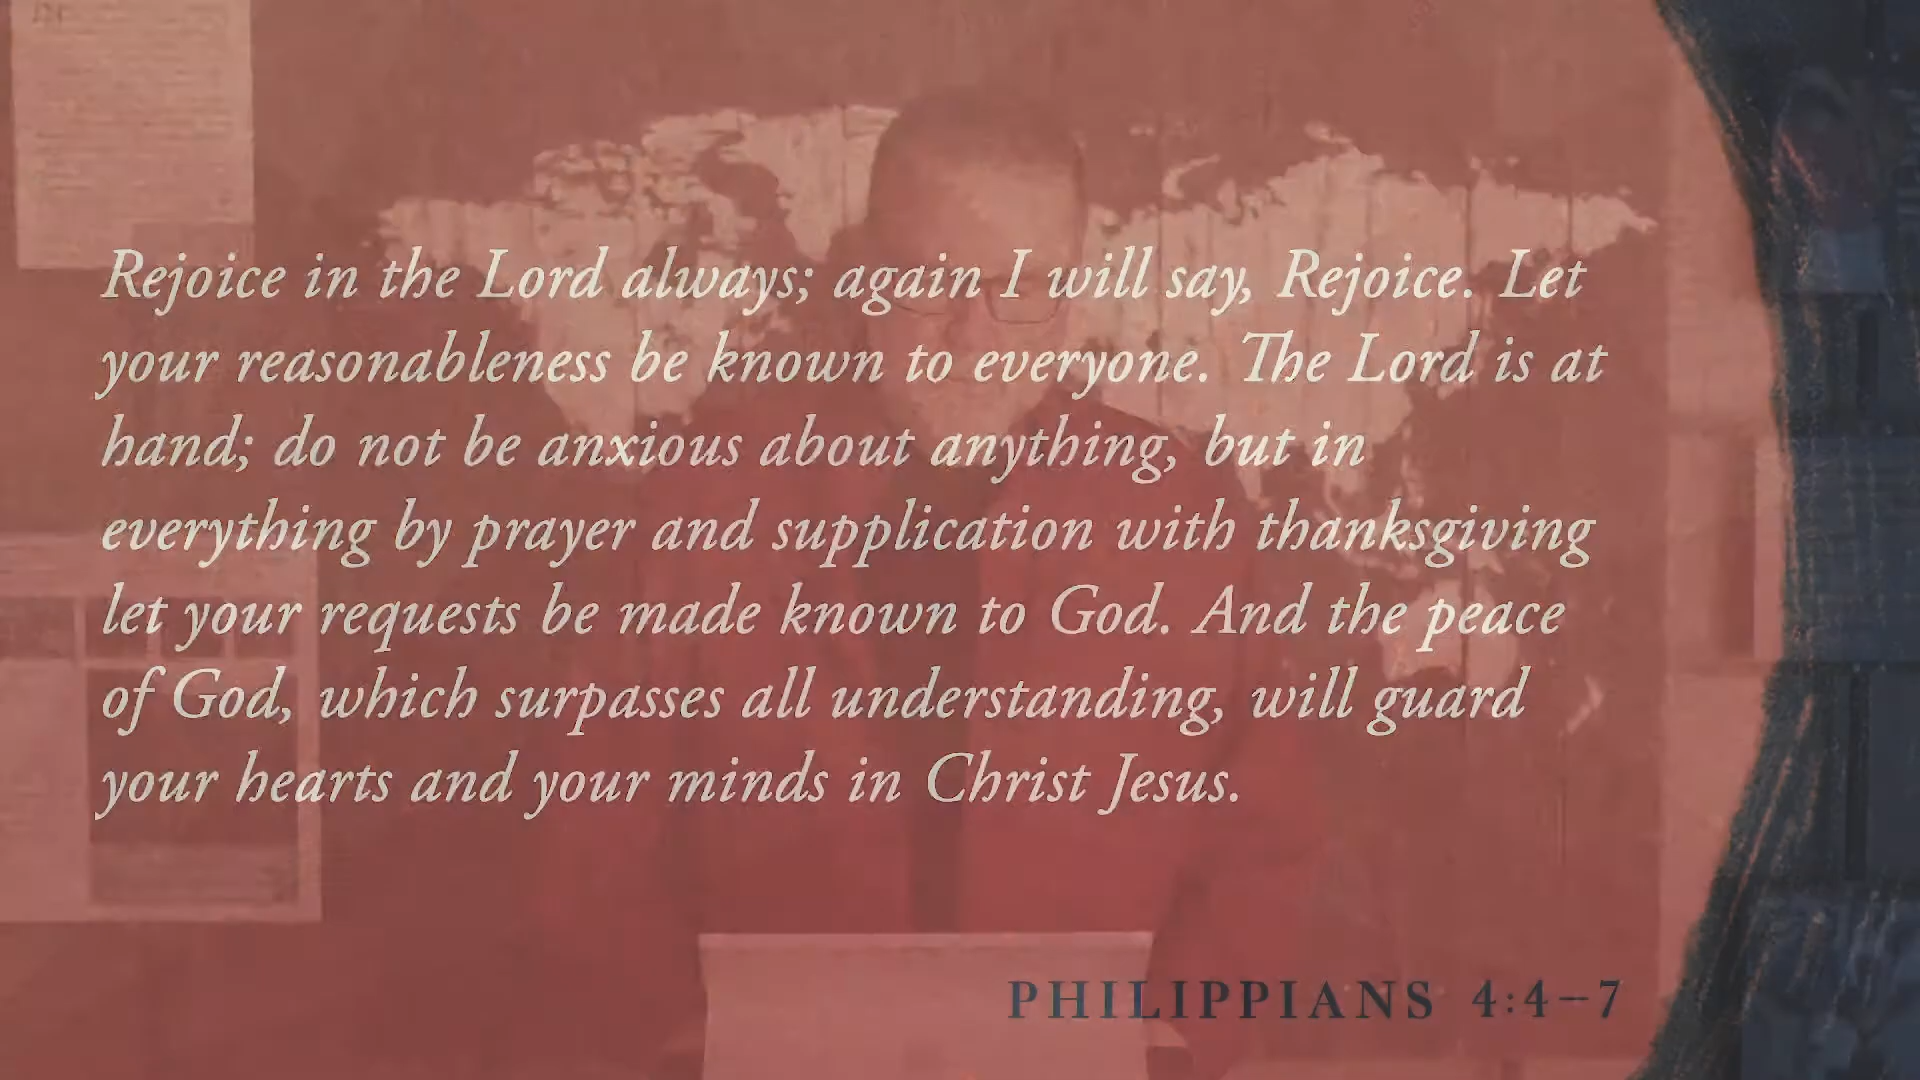 Rejoice in the Lord always; again I will say, Rejoice. Let
your reasonableness be known to everyone. The Lord is at
hand; do not be anxious about anything, but in
everything by prayer and supplication with thanksgiving
let your requests be made known to God. And the peace
of God, which surpasses all understanding, will guard
your hearts and your minds in Christ Jesus.
PHILIPPIANS 4:4–7